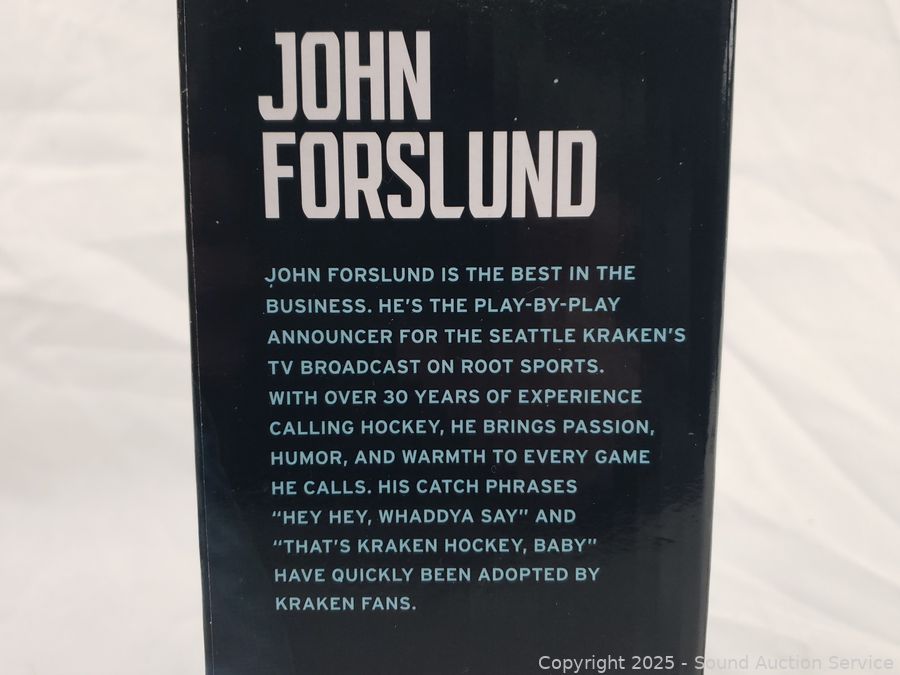 JOHN
FORSLUND
JOHN FORSLUND IS THE BEST IN THE
BUSINESS. HE'S THE PLAY-BY-PLAY
ANNOUNCER FOR THE SEATTLE KRAKEN'S
TV BROADCAST ON ROOT SPORTS.
WITH OVER 30 YEARS OF EXPERIENCE
CALLING HOCKEY, HE BRINGS PASSION,
HUMOR, AND WARMTH TO EVERY GAME
HE CALLS. HIS CATCH PHRASES
“HEY HEY, WHADDYA SAY” AND
“THAT'S KRAKEN HOCKEY, BABY”
HAVE QUICKLY BEEN ADOPTED BY
KRAKEN FANS.
Copyright 2025 - Sound Auction Service